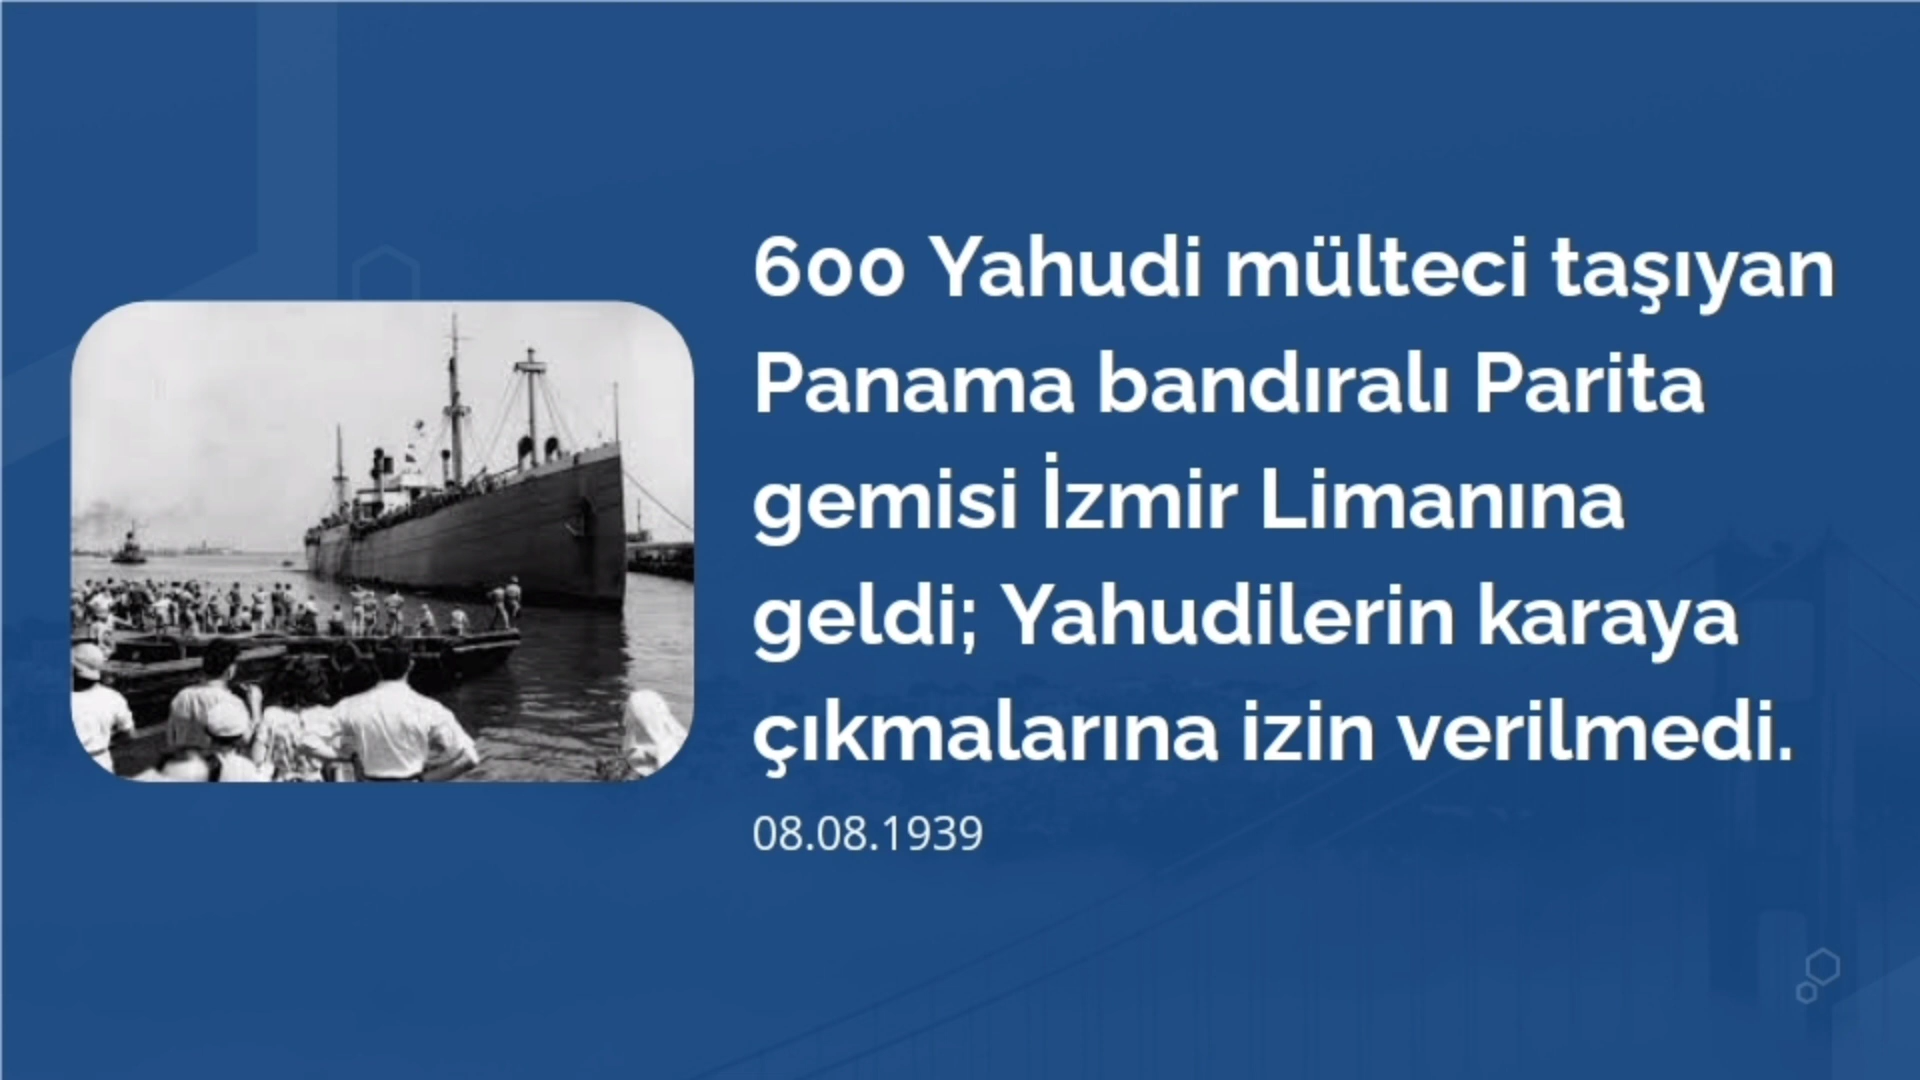 600 Yahudi mülteci taşıyan
Panama bandıralı Parita
gemisi İzmir Limanına
geldi; Yahudilerin karaya
çıkmalarına izin verilmedi.
08.08.1939